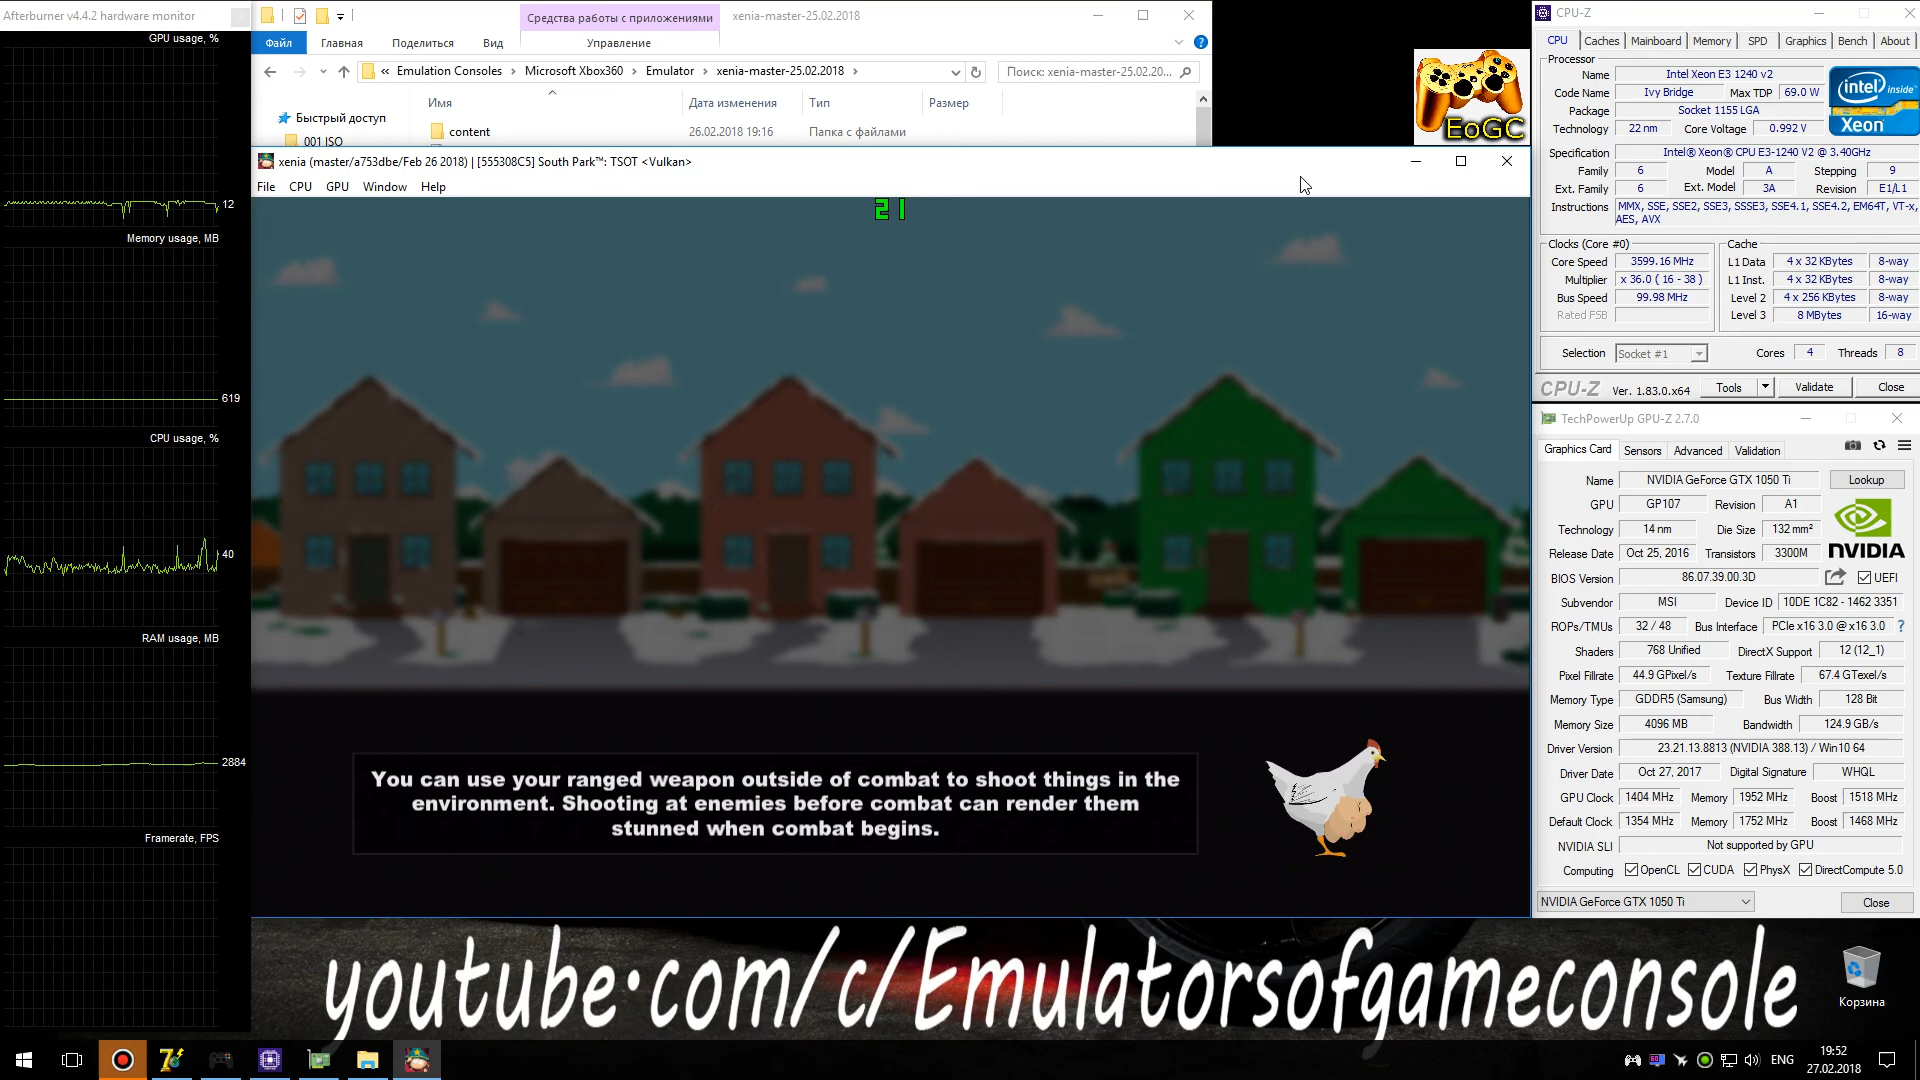 Afterburner v4.4.2 hardware monitor
GPU usage, %
12
Memory usage, MB
619
CPU usage, %
40
RAM usage, MB
2884
Framerate, FPS
Средства работы с приложениями
xenia-master-25.02.2018
Файл
Главная
Поделиться
Вид
Управление
« Emulation Consoles > Microsoft Xbox360 > Emulator > xenia-master-25.02.2018 >
Поиск: xenia-master-25.02.20...
Имя
Дата изменения
Тип
Размер
Быстрый доступ
001 ISO
content
26.02.2018 19:16
Папка с файлами
EoGC
xenia (master/a753dbe/Feb 26 2018) | [555308C5] South Park™: TSOT <Vulkan>
File CPU GPU Window Help
21
You can use your ranged weapon outside of combat to shoot things in the
environment. Shooting at enemies before combat can render them
stunned when combat begins.
CPU-Z
CPU Caches Mainboard Memory SPD Graphics Bench About
Processor
Name Intel Xeon E3 1240 v2
Code Name Ivy Bridge Max TDP 69.0 W
Package Socket 1155 LGA
Technology 22 nm Core Voltage 0.992 V
intel inside™
Xeon
Specification Intel® Xeon® CPU E3-1240 V2 @ 3.40GHz
Family 6 Model A Stepping 9
Ext. Family 6 Ext. Model 3A Revision E1/L1
Instructions MMX, SSE, SSE2, SSE3, SSSE3, SSE4.1, SSE4.2, EM64T, VT-x,
AES, AVX
Clocks (Core #0)
Core Speed 3599.16 MHz
Multiplier x 36.0 ( 16 - 38 )
Bus Speed 99.98 MHz
Rated FSB
Cache
L1 Data 4 x 32 KBytes 8-way
L1 Inst. 4 x 32 KBytes 8-way
Level 2 4 x 256 KBytes 8-way
Level 3 8 MBytes 16-way
Selection Socket #1 Cores 4 Threads 8
CPU-Z Ver. 1.83.0.x64 Tools Validate Close
TechPowerUp GPU-Z 2.7.0
Graphics Card Sensors Advanced Validation
Name NVIDIA GeForce GTX 1050 Ti Lookup
GPU GP107 Revision A1
Technology 14 nm Die Size 132 mm²
Release Date Oct 25, 2016 Transistors 3300M
NVIDIA
BIOS Version 86.07.39.00.3D UEFI
Subvendor MSI Device ID 10DE 1C82 - 1462 3351
ROPs/TMUs 32 / 48 Bus Interface PCIe x16 3.0 @ x16 3.0 ?
Shaders 768 Unified DirectX Support 12 (12_1)
Pixel Fillrate 44.9 GPixel/s Texture Fillrate 67.4 GTexel/s
Memory Type GDDR5 (Samsung) Bus Width 128 Bit
Memory Size 4096 MB Bandwidth 124.9 GB/s
Driver Version 23.21.13.8813 (NVIDIA 388.13) / Win10 64
Driver Date Oct 27, 2017 Digital Signature WHQL
GPU Clock 1404 MHz Memory 1952 MHz Boost 1518 MHz
Default Clock 1354 MHz Memory 1752 MHz Boost 1468 MHz
NVIDIA SLI Not supported by GPU
Computing OpenCL CUDA PhysX DirectCompute 5.0
NVIDIA GeForce GTX 1050 Ti Close
youtube.com/c/Emulatorsofgameconsole
Корзина
ENG
19:52
27.02.2018